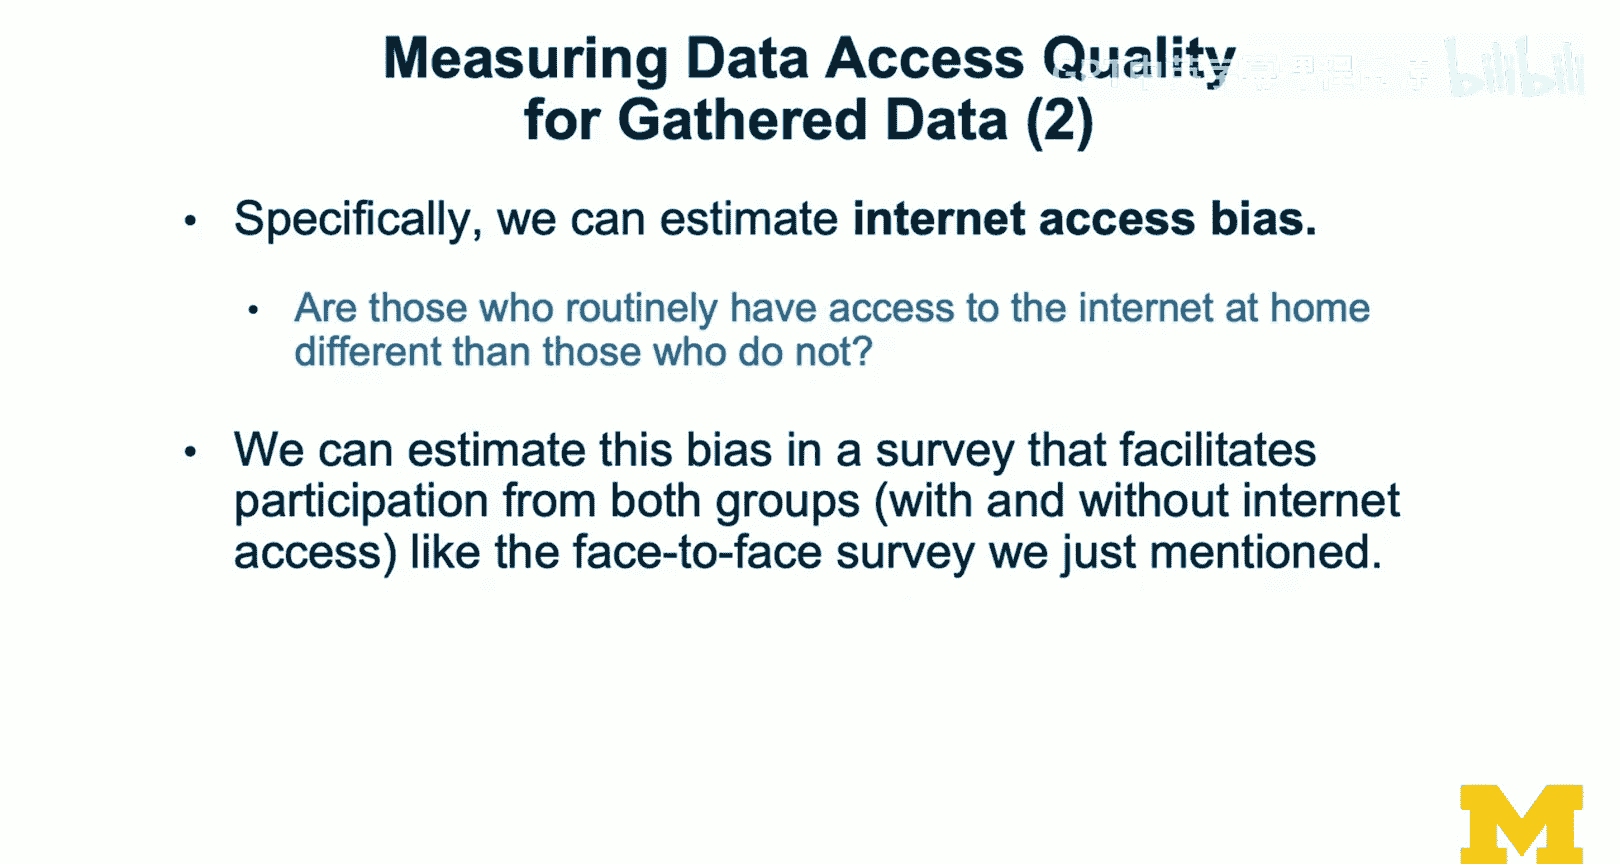 Measuring Data Access Quality
for Gathered Data (2)
• Specifically, we can estimate internet access bias.
• Are those who routinely have access to the internet at home
different than those who do not?
• We can estimate this bias in a survey that facilitates
participation from both groups (with and without internet
access) like the face-to-face survey we just mentioned.
bilibili
M